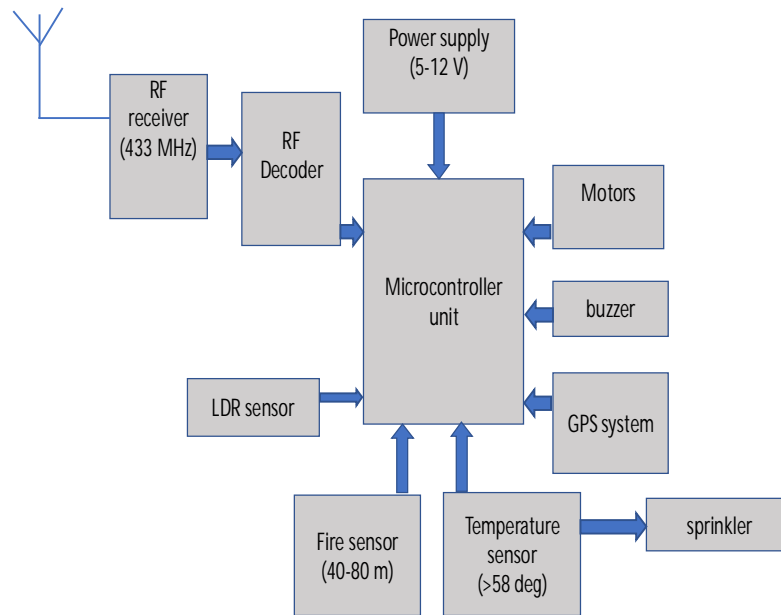 Power supply
(5-12 V)
RF
receiver
(433 MHz)
RF
Decoder
Motors
Microcontroller
unit
buzzer
LDR sensor
GPS system
Fire sensor
(40-80 m)
Temperature
sensor
(>58 deg)
sprinkler